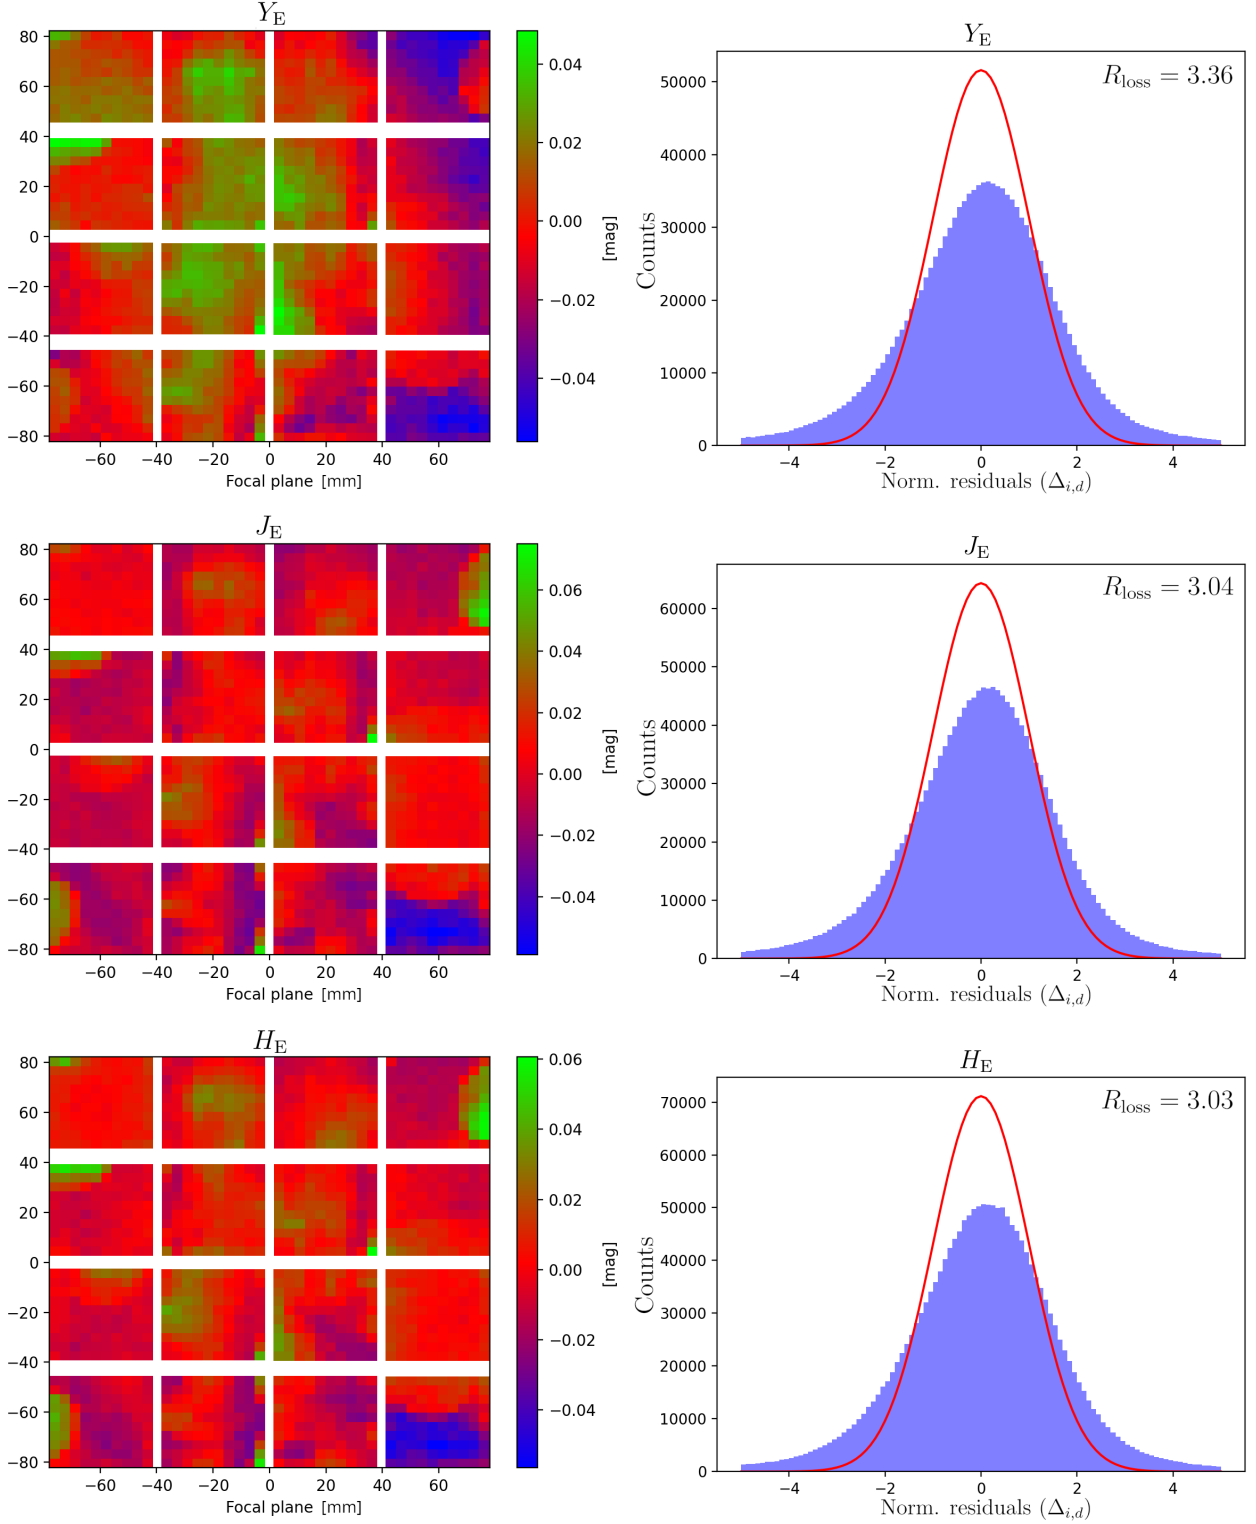 Y_E
80
60
40
20
0
−20
−40
−60
−80
−60 −40 −20 0 20 40 60
Focal plane [mm]
0.04
0.02
0.00
−0.02
−0.04
[mag]
Y_E
R_loss = 3.36
50000
40000
30000
20000
10000
0
Counts
−4 −2 0 2 4
Norm. residuals (Δ_{i,d})
J_E
80
60
40
20
0
−20
−40
−60
−80
−60 −40 −20 0 20 40 60
Focal plane [mm]
0.06
0.04
0.02
0.00
−0.02
−0.04
[mag]
J_E
R_loss = 3.04
60000
50000
40000
30000
20000
10000
0
Counts
−4 −2 0 2 4
Norm. residuals (Δ_{i,d})
H_E
80
60
40
20
0
−20
−40
−60
−80
−60 −40 −20 0 20 40 60
Focal plane [mm]
0.06
0.04
0.02
0.00
−0.02
−0.04
[mag]
H_E
R_loss = 3.03
70000
60000
50000
40000
30000
20000
10000
0
Counts
−4 −2 0 2 4
Norm. residuals (Δ_{i,d})